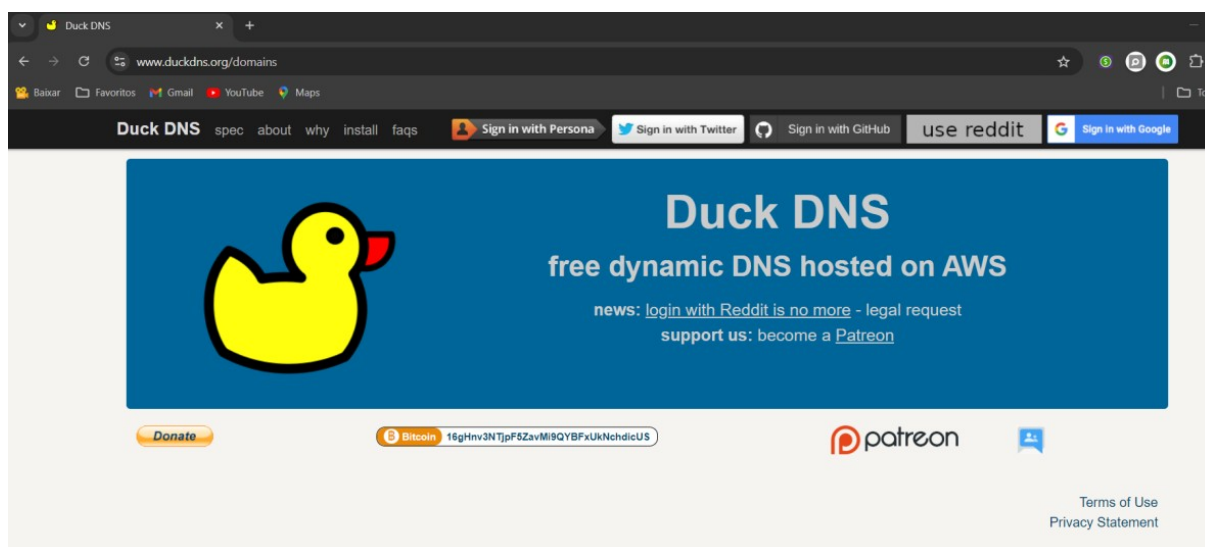 Duck DNS
www.duckdns.org/domains
Baixar Favoritos Gmail YouTube Maps
Duck DNS spec about why install faqs Sign in with Persona Sign in with Twitter Sign in with GitHub use reddit G Sign in with Google
Duck DNS
free dynamic DNS hosted on AWS
news: login with Reddit is no more - legal request
support us: become a Patreon
Donate Bitcoin 16gHnv3NTjpF5ZavMi9QYBFxUkNchdicUS patreon
Terms of Use
Privacy Statement